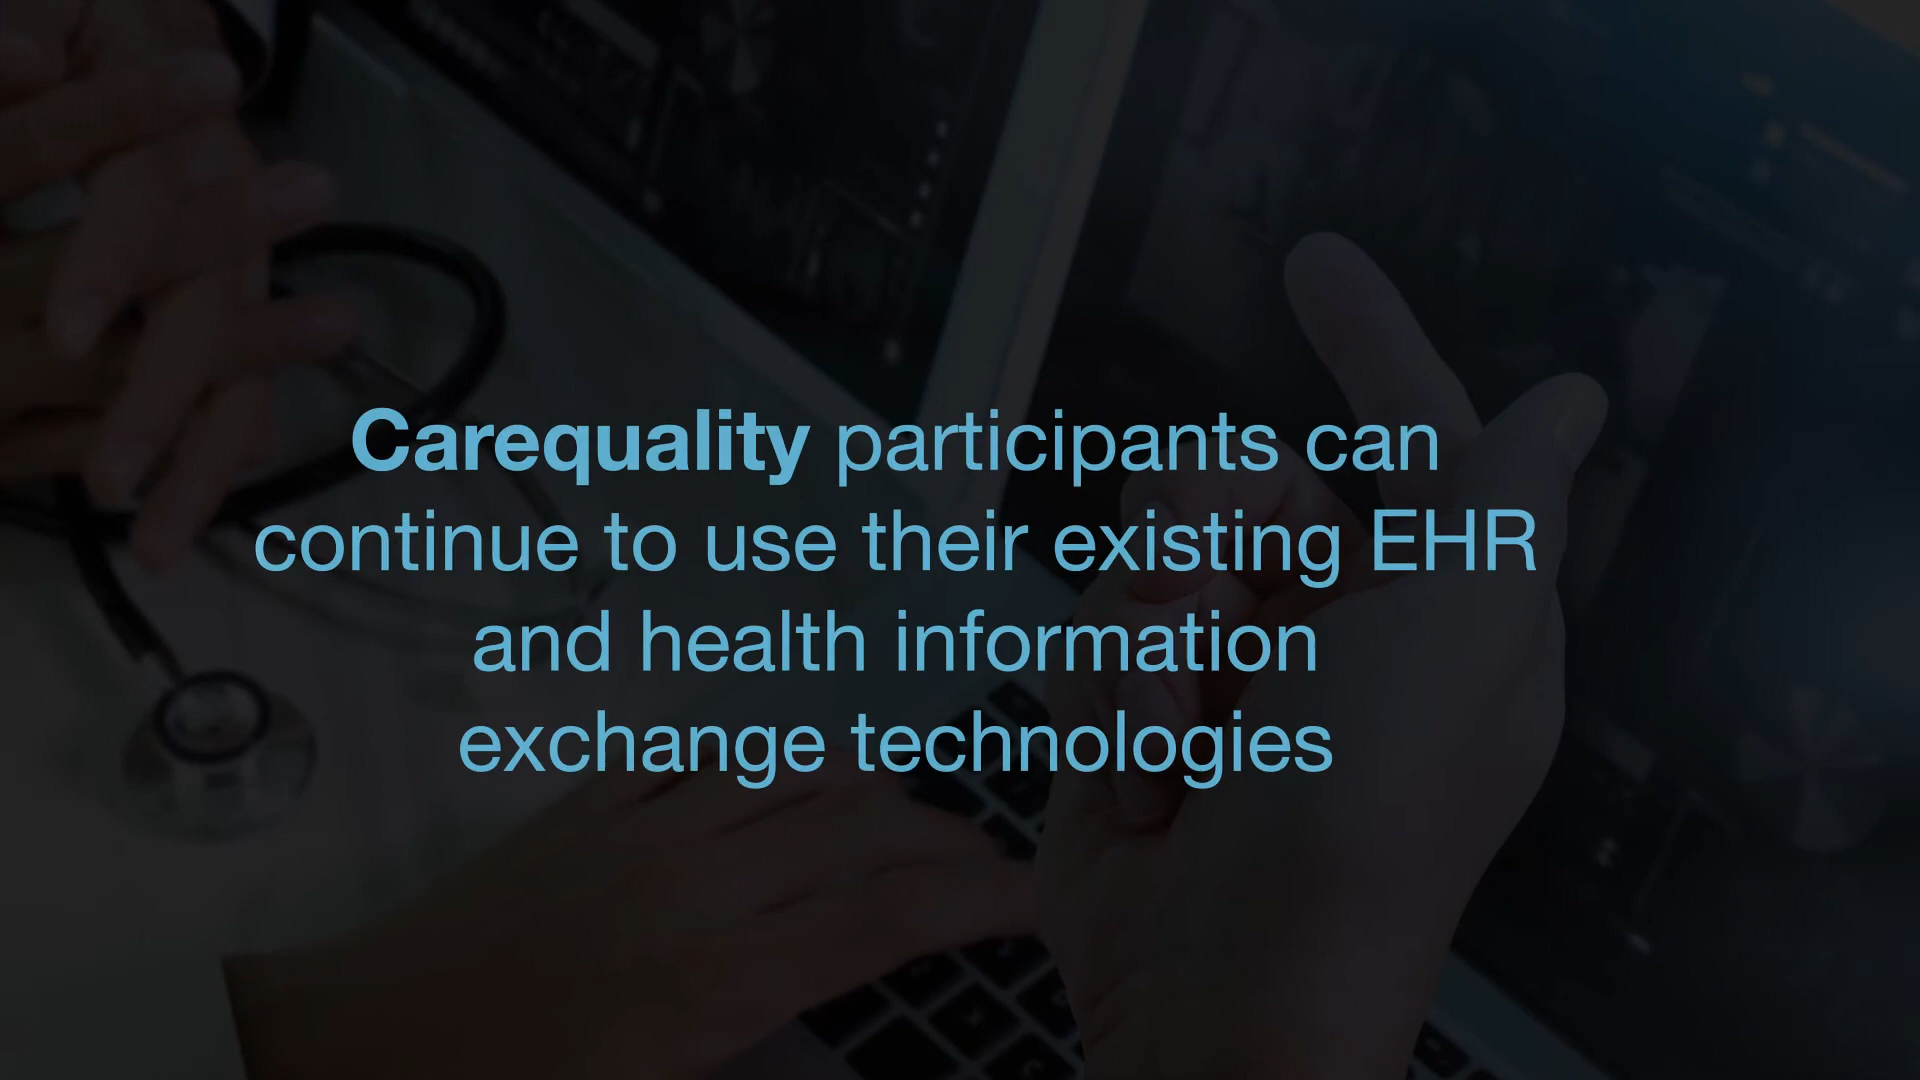 Carequality participants can
continue to use their existing EHR
and health information
exchange technologies